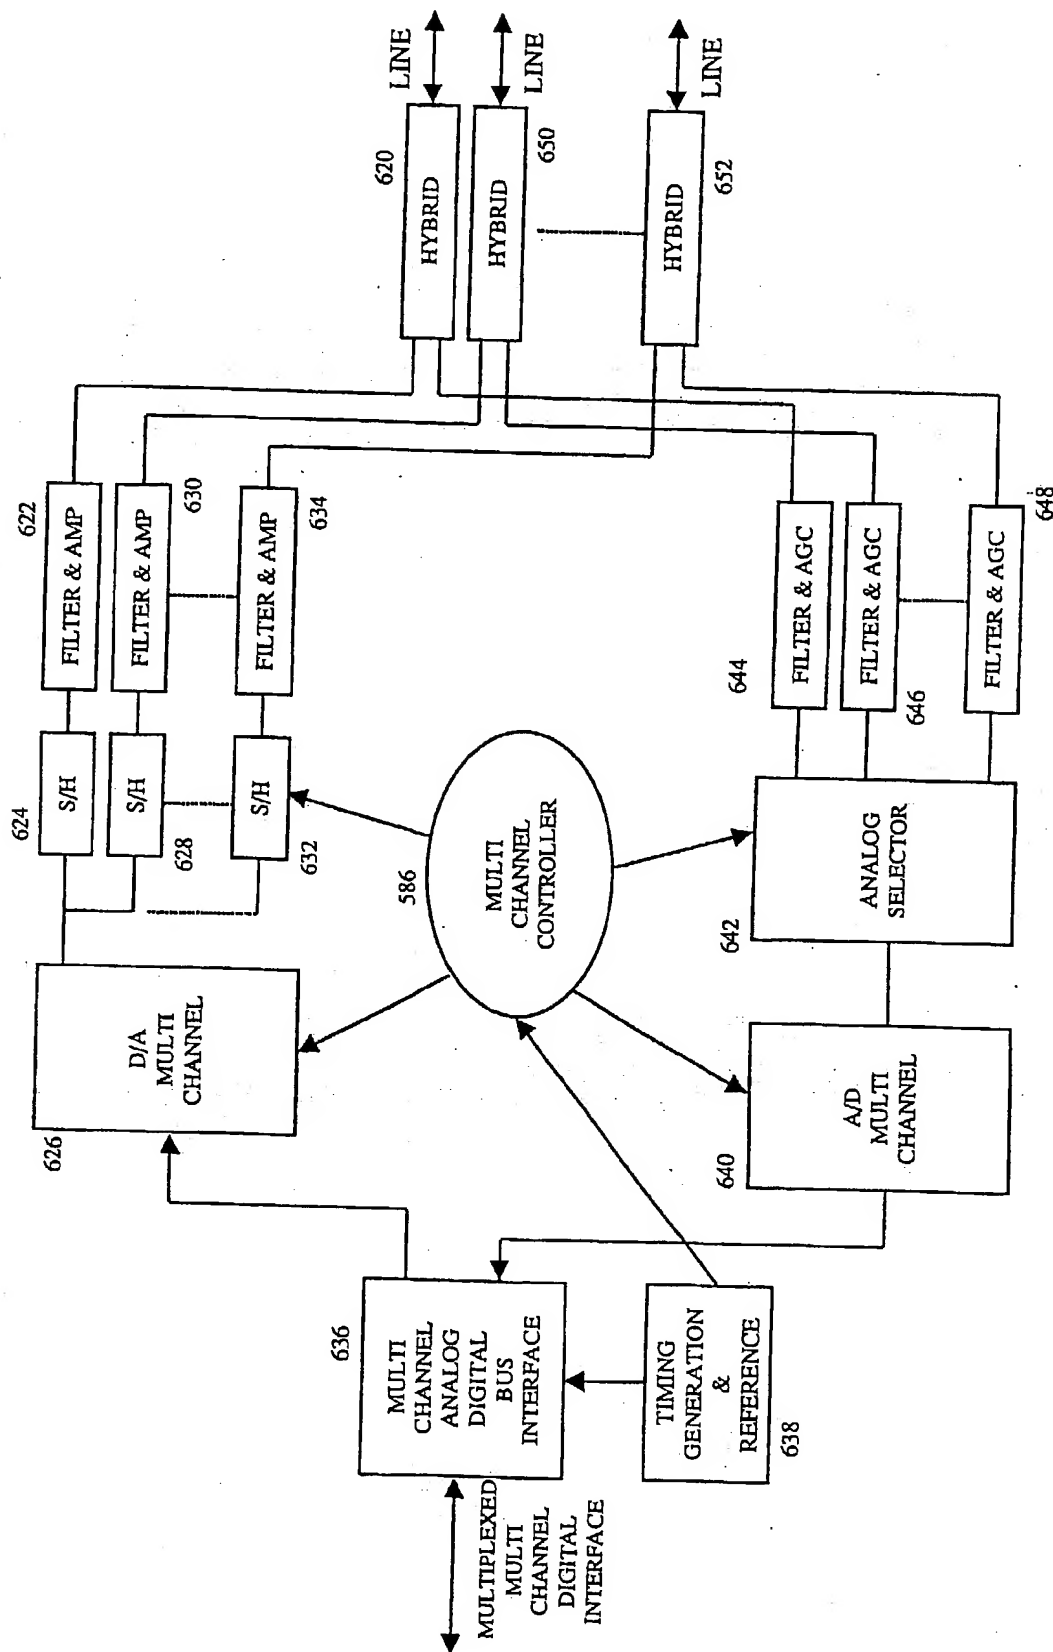 MULTIPLEXED
MULTI
CHANNEL
DIGITAL
INTERFACE
636
MULTI
CHANNEL
ANALOG
DIGITAL
BUS
INTERFACE
TIMING
GENERATION
&
REFERENCE
638
626
D/A
MULTI
CHANNEL
624
S/H
S/H
628
S/H
632
622
FILTER & AMP
FILTER & AMP
630
FILTER & AMP
634
586
MULTI
CHANNEL
CONTROLLER
640
A/D
MULTI
CHANNEL
642
ANALOG
SELECTOR
644
FILTER & AGC
FILTER & AGC
646
FILTER & AGC
648
620
HYBRID
LINE
HYBRID
650
LINE
HYBRID
652
LINE